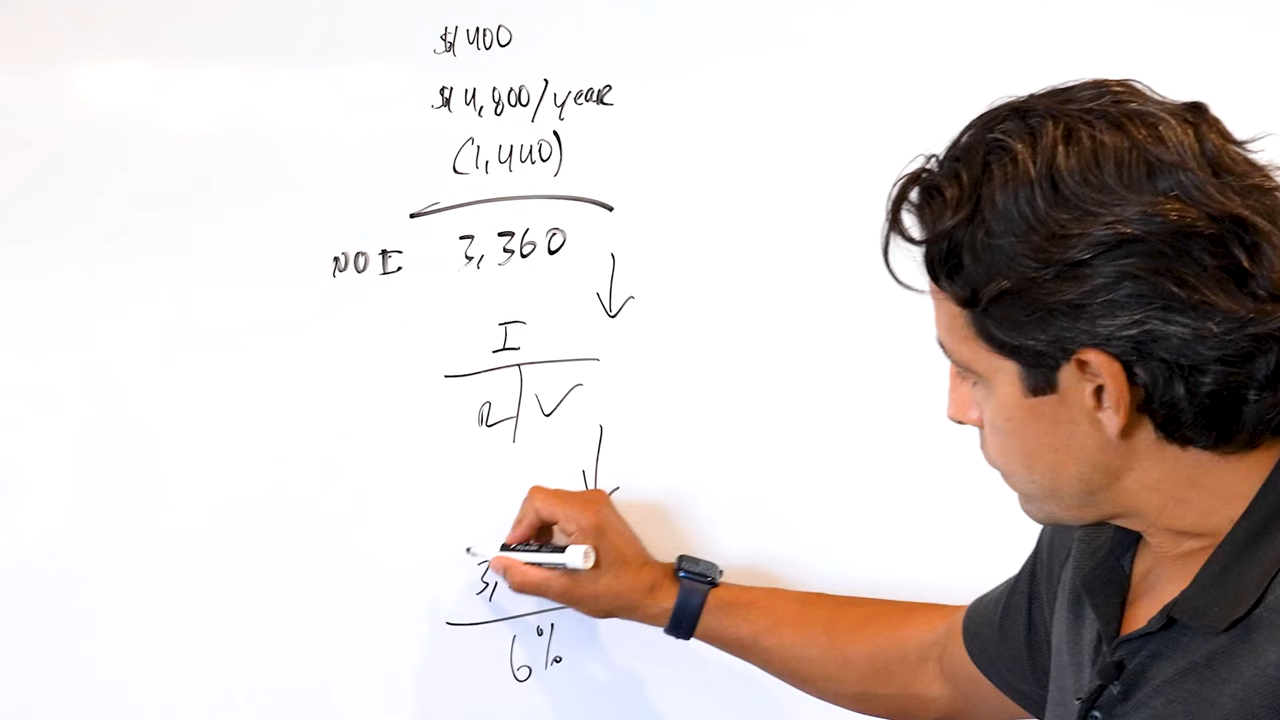 $400
$4,800/year
(1,440)
NOI 3,360
I
R V
3,
6%